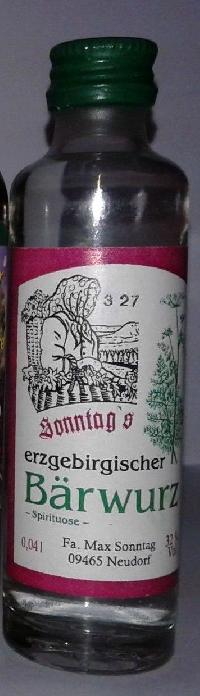 3 27
Sonntag's
erzgebirgischer
Bärwurz
- Spirituose -
0,04 l Fa. Max Sonntag 32
09465 Neudorf Vol